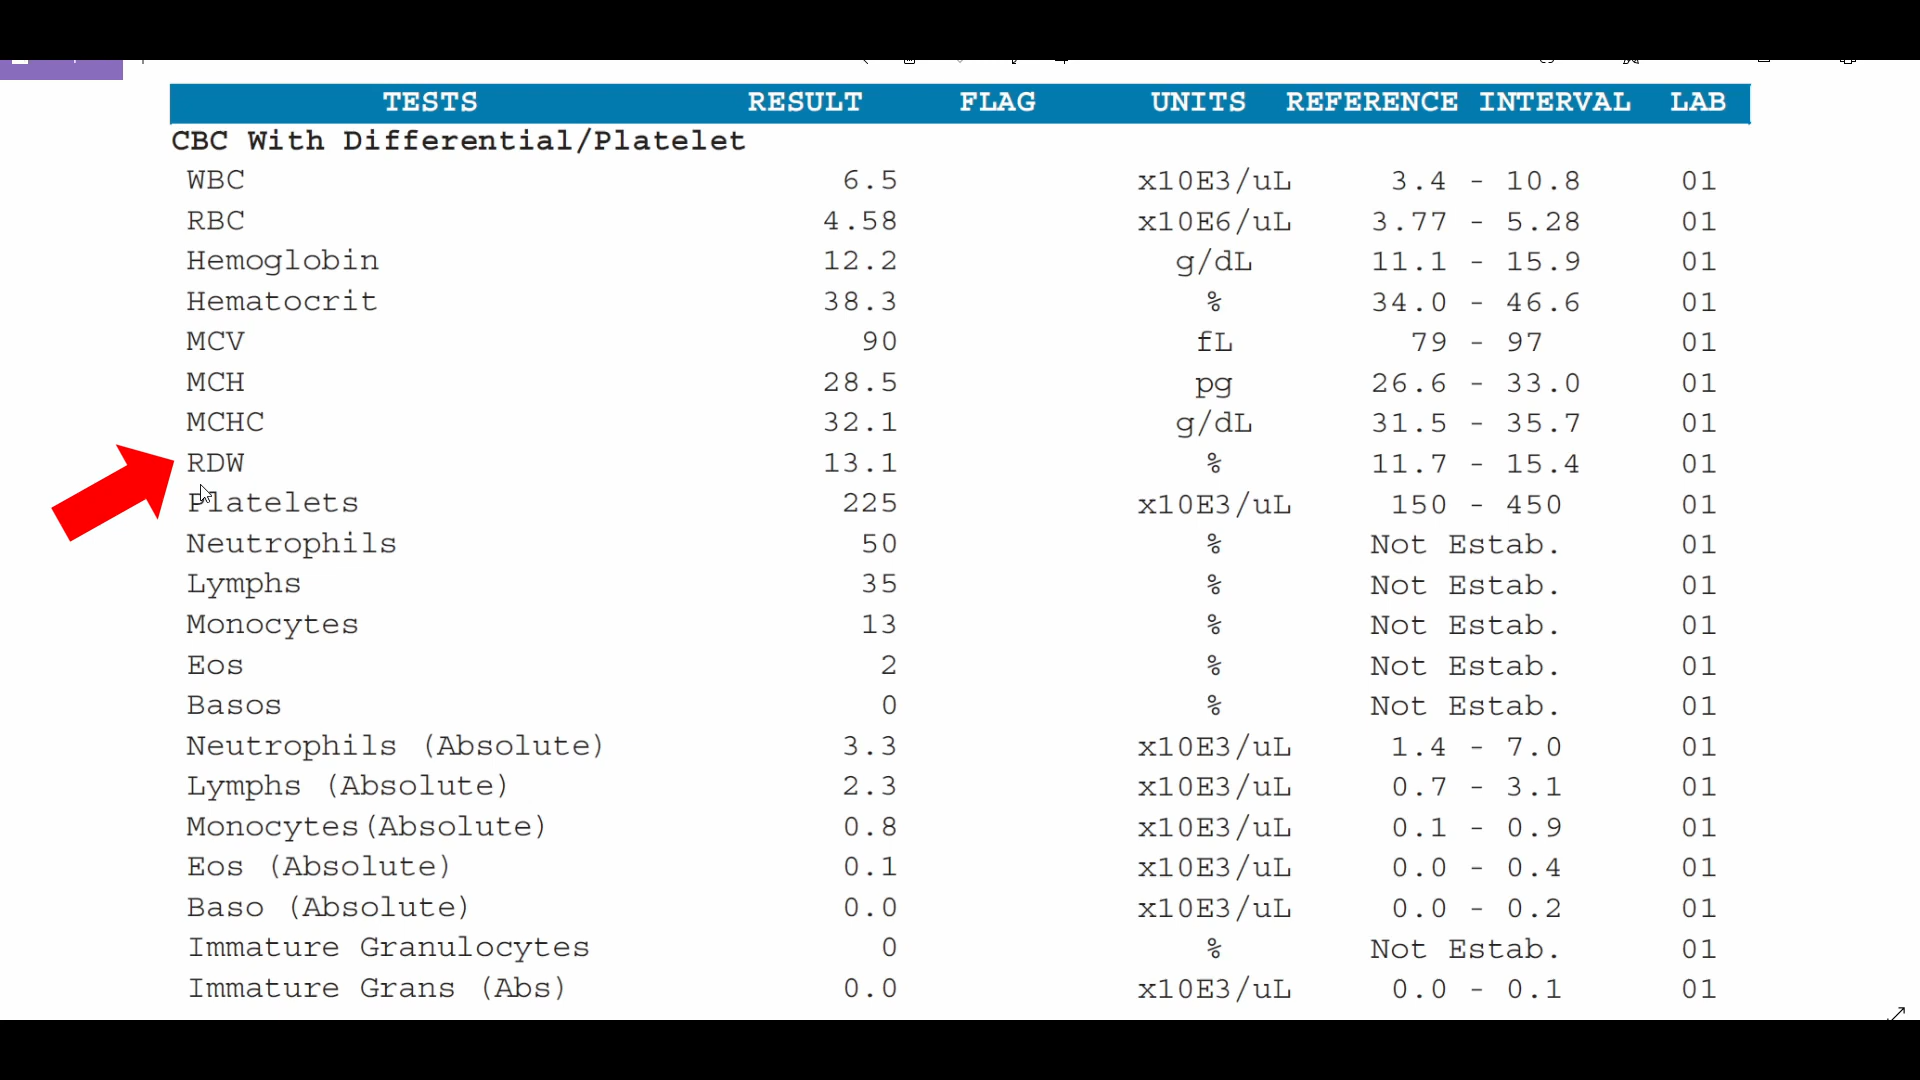 TESTS RESULT FLAG UNITS REFERENCE INTERVAL LAB
CBC With Differential/Platelet
WBC 6.5 x10E3/uL 3.4 - 10.8 01
RBC 4.58 x10E6/uL 3.77 - 5.28 01
Hemoglobin 12.2 g/dL 11.1 - 15.9 01
Hematocrit 38.3 % 34.0 - 46.6 01
MCV 90 fL 79 - 97 01
MCH 28.5 pg 26.6 - 33.0 01
MCHC 32.1 g/dL 31.5 - 35.7 01
RDW 13.1 % 11.7 - 15.4 01
Platelets 225 x10E3/uL 150 - 450 01
Neutrophils 50 % Not Estab. 01
Lymphs 35 % Not Estab. 01
Monocytes 13 % Not Estab. 01
Eos 2 % Not Estab. 01
Basos 0 % Not Estab. 01
Neutrophils (Absolute) 3.3 x10E3/uL 1.4 - 7.0 01
Lymphs (Absolute) 2.3 x10E3/uL 0.7 - 3.1 01
Monocytes(Absolute) 0.8 x10E3/uL 0.1 - 0.9 01
Eos (Absolute) 0.1 x10E3/uL 0.0 - 0.4 01
Baso (Absolute) 0.0 x10E3/uL 0.0 - 0.2 01
Immature Granulocytes 0 % Not Estab. 01
Immature Grans (Abs) 0.0 x10E3/uL 0.0 - 0.1 01